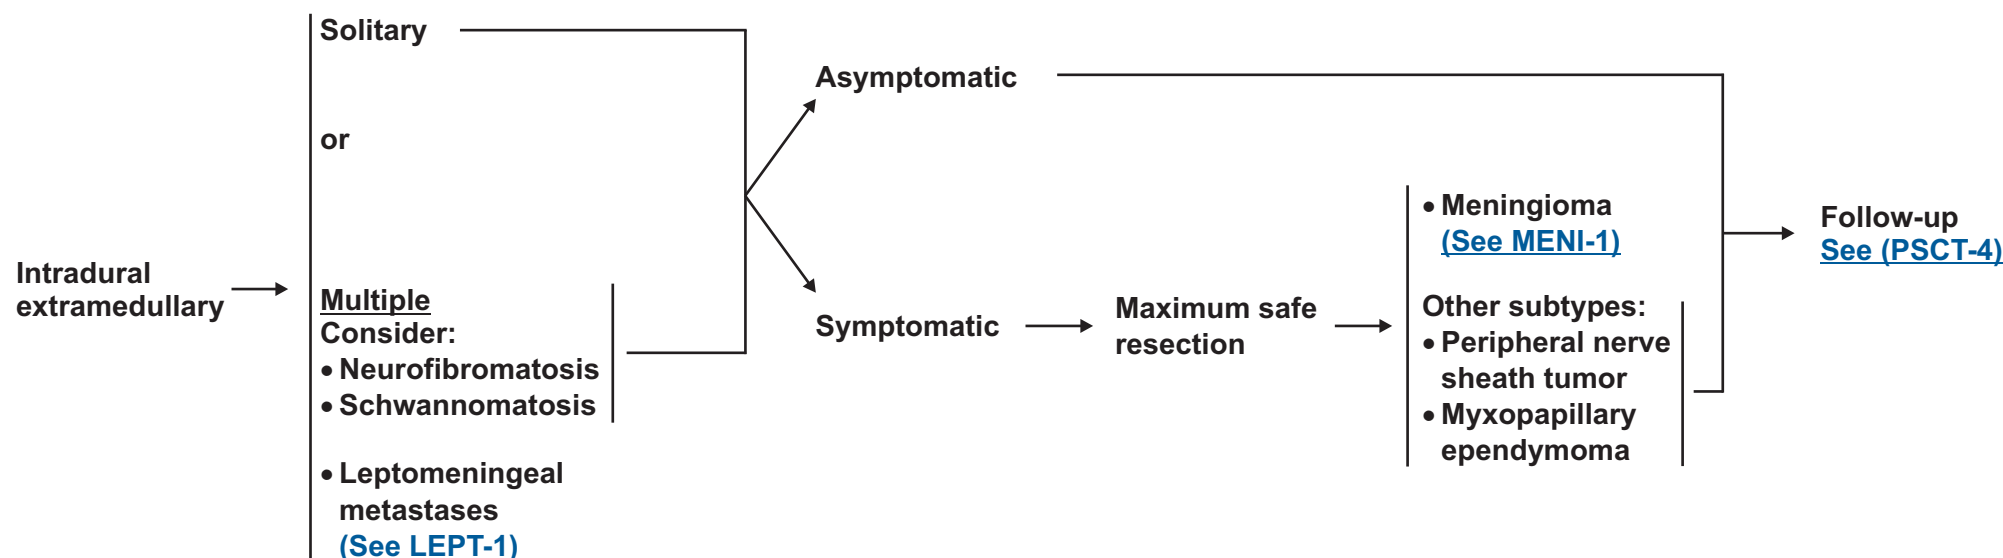 Intradural
extramedullary
Solitary
or
Multiple
Consider:
• Neurofibromatosis
• Schwannomatosis
• Leptomeningeal
metastases
(See LEPT-1)
Asymptomatic
Symptomatic
Maximum safe
resection
• Meningioma
(See MENI-1)
Other subtypes:
• Peripheral nerve
sheath tumor
• Myxopapillary
ependymoma
Follow-up
See (PSCT-4)